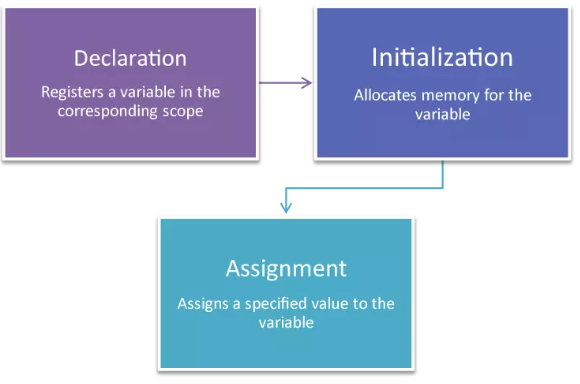 Declaration
Registers a variable in the
corresponding scope
Initialization
Allocates memory for the
variable
Assignment
Assigns a specified value to the
variable